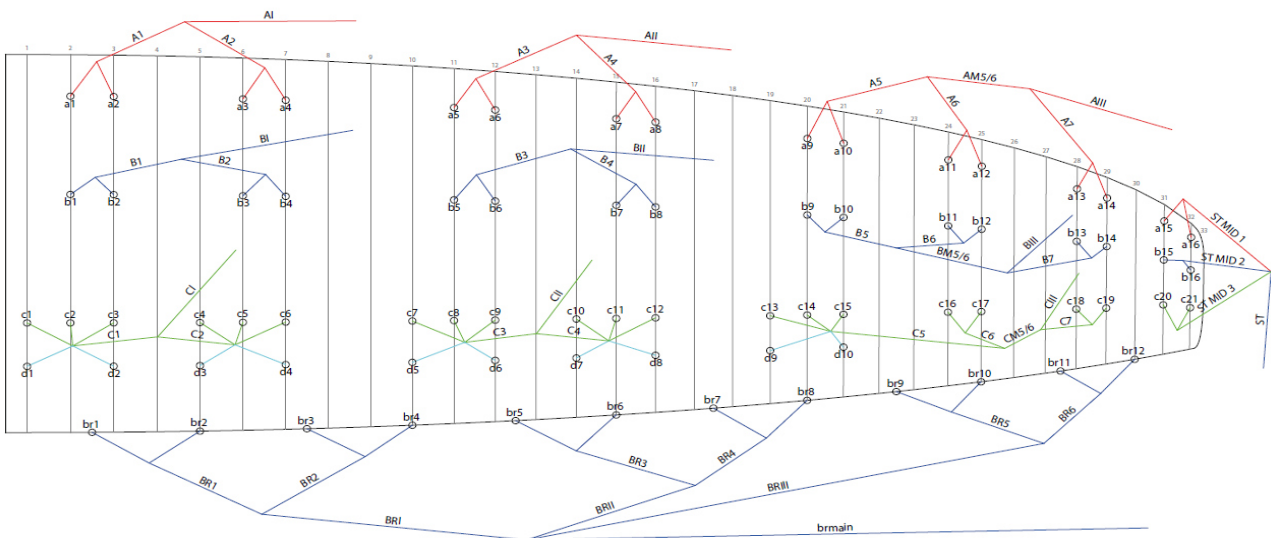 AI
A1
A2
AII
A3
A4
A5
AM5/6
A6
A7
AIII
1 2 3 4 5 6 7 8 9 10 11 12 13 14 15 16 17 18 19 20 21 22 23 24 25 26 27 28 29 30 31 32 33
a1 a2 a3 a4 a5 a6 a7 a8 a9 a10 a11 a12 a13 a14 a15 a16
BI
B1
B2
BII
B3
B4
b1 b2 b3 b4 b5 b6 b7 b8 b9 b10 b11 b12 b13 b14 b15 b16
B5
B6
BM5/6
BIII
B7
ST MID 1
ST MID 2
ST MID 3
ST
CI
CII
CIII
c1 c2 c3 c4 c5 c6 c7 c8 c9 c10 c11 c12 c13 c14 c15 c16 c17 c18 c19 c20 c21
C1
C2
C3
C4
C5
C6
CM5/6
C7
d1 d2 d3 d4 d5 d6 d7 d8 d9 d10
br1 br2 br3 br4 br5 br6 br7 br8 br9 br10 br11 br12
BR1
BR2
BR3
BR4
BR5
BR6
BRI
BRII
BRIII
brmain